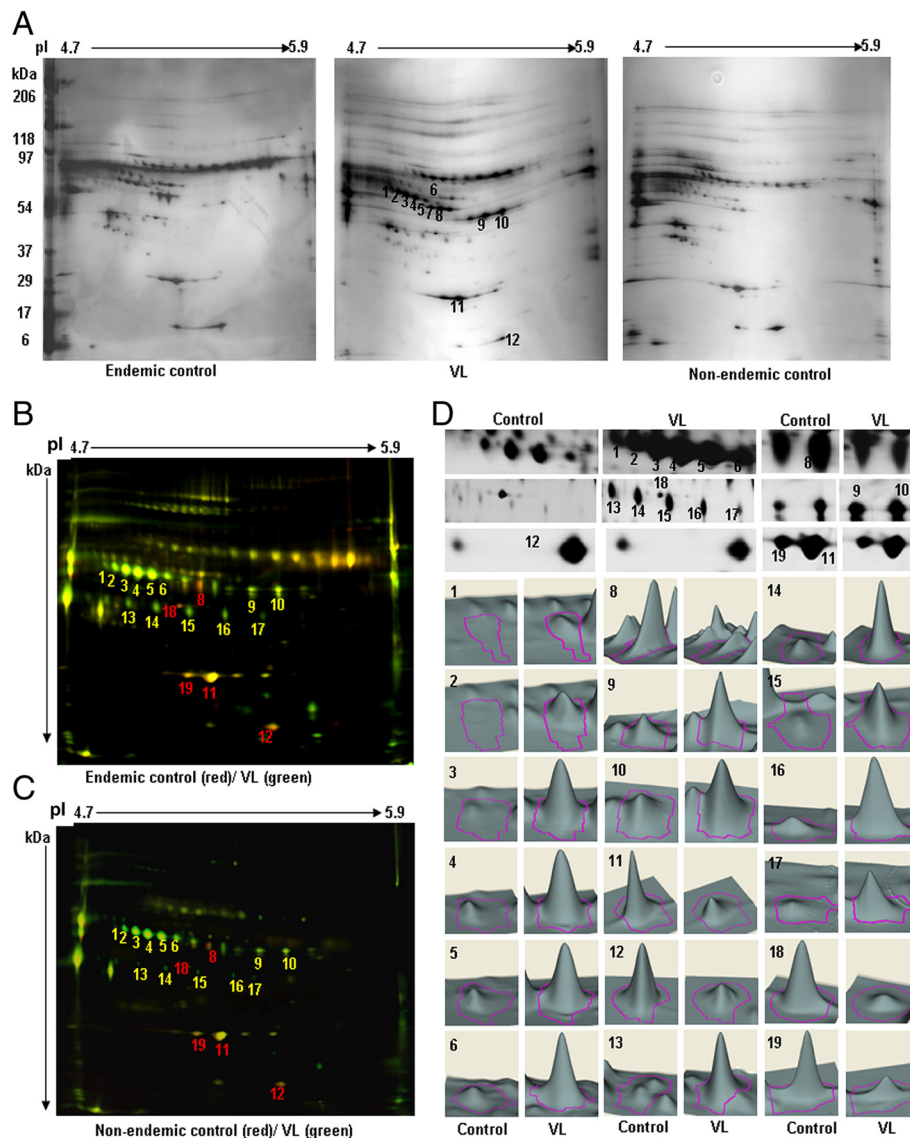 A
pI 4.7 5.9 4.7 5.9 4.7 5.9
kDa
206
118
97
54
37
29
17
6
6
1 2 3 4 5 7 8
9 10
11
12
Endemic control VL Non-endemic control
B
pI 4.7 5.9
kDa
1 2 3 4 5 6 8 9 10
13 14 18 15 16 17
19 11
12
Endemic control (red)/ VL (green)
C
pI 4.7 5.9
kDa
1 2 3 4 5 6 8 9 10
13 14 18 15 16 17
19 11
12
Non-endemic control (red)/ VL (green)
D
Control VL Control VL
1 2 3 4 5 6 8
18
13 14 15 16 17 9 10
12 19 11
1 8 14
2 9 15
3 10 16
4 11 17
5 12 18
6 13 19
Control VL Control VL Control VL